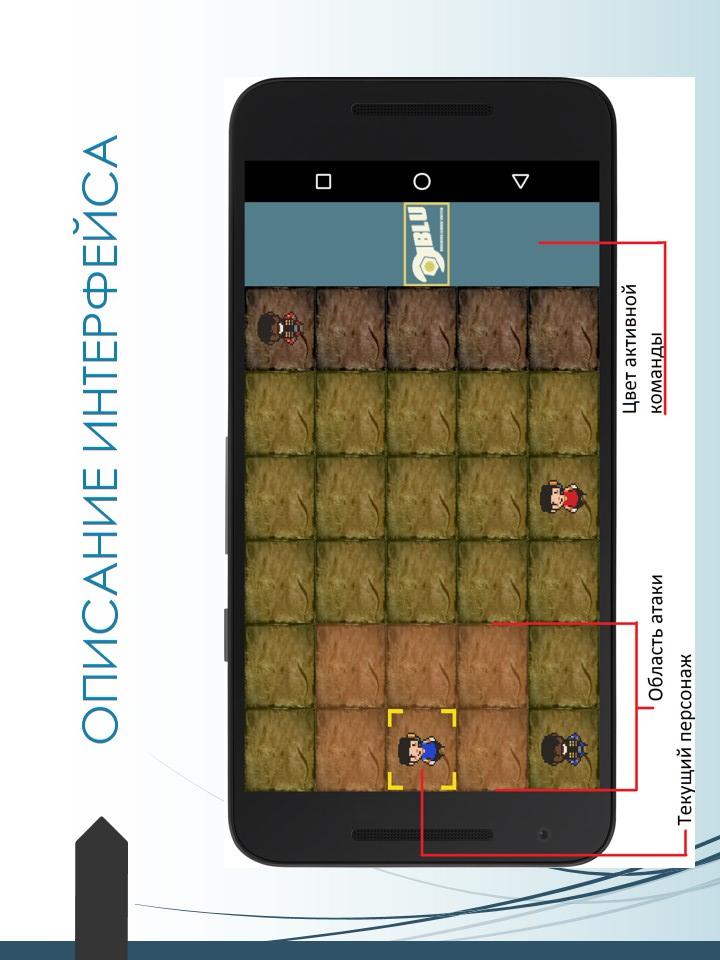 ОПИСАНИЕ ИНТЕРФЕЙСА
BLU
Цвет активной
команды
Область атаки
Текущий персонаж